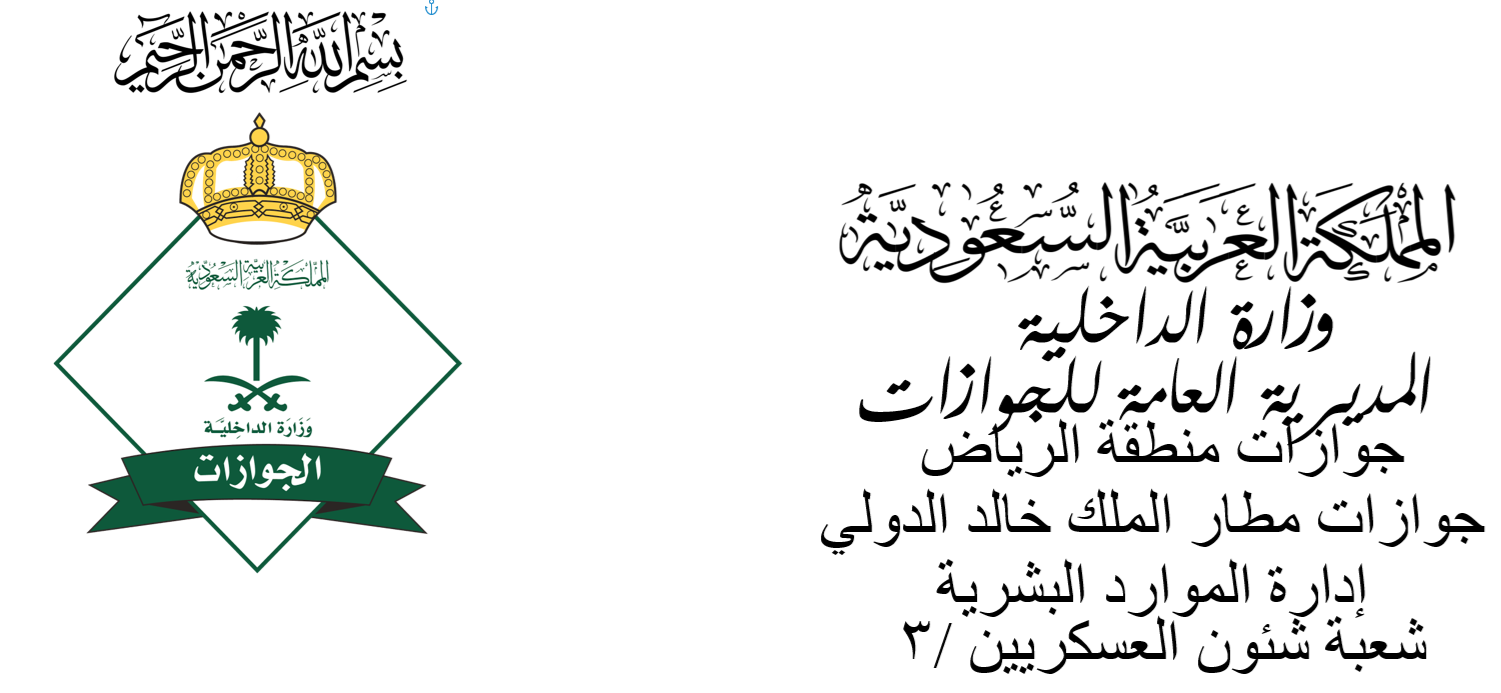 بسم الله الرحمن الرحيم
المملكة العربية السعودية
وزارة الداخلية
المديرية العامة للجوازات
جوازات منطقة الرياض
جوازات مطار الملك خالد الدولي
إدارة الموارد البشرية
شعبة شئون العسكريين /٣
المملكة العربية السعودية
وزارة الداخليـة
الجوازات